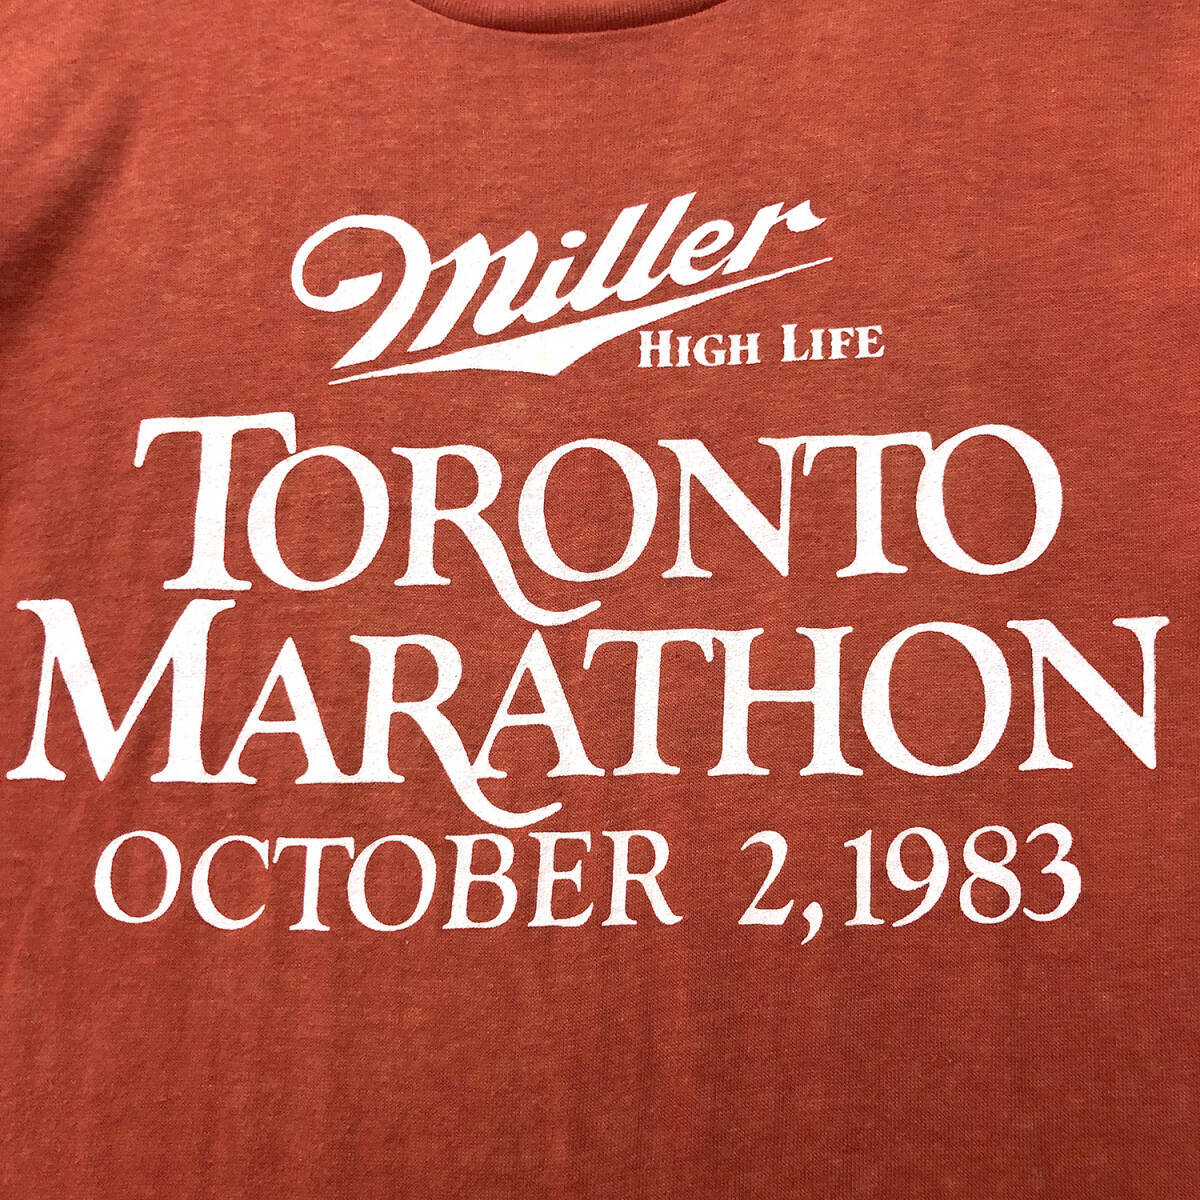 Miller
HIGH LIFE
TORONTO
MARATHON
OCTOBER 2, 1983